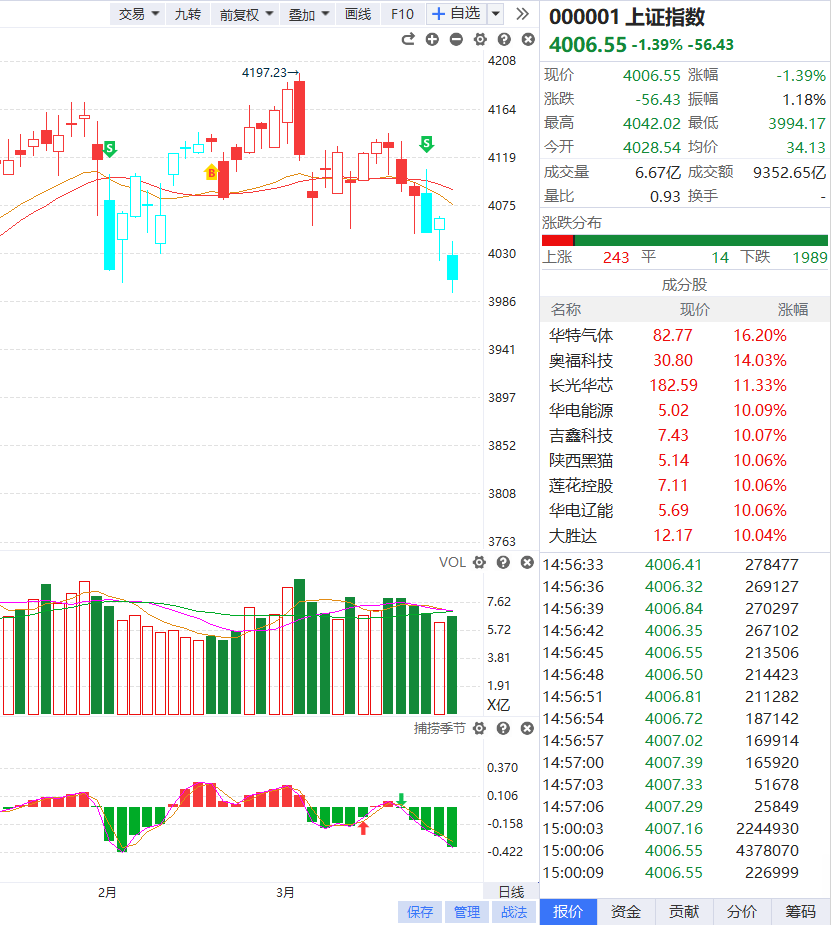 交易 九转 前复权 叠加 画线 F10 + 自选
000001 上证指数
4006.55 -1.39% -56.43
现价 4006.55 涨幅 -1.39%
涨跌 -56.43 振幅 1.18%
最高 4042.02 最低 3994.17
今开 4028.54 均价 34.13
成交量 6.67亿 成交额 9352.65亿
量比 0.93 换手 -
涨跌分布
上涨 243 平 14 下跌 1989
成分股
名称 现价 涨幅
华特气体 82.77 16.20%
奥福科技 30.80 14.03%
长光华芯 182.59 11.33%
华电能源 5.02 10.09%
吉鑫科技 7.43 10.07%
陕西黑猫 5.14 10.06%
莲花控股 7.11 10.06%
华电辽能 5.69 10.06%
大胜达 12.17 10.04%
14:56:33 4006.41 278477
14:56:36 4006.32 269127
14:56:39 4006.84 270297
14:56:42 4006.35 267102
14:56:45 4006.55 213506
14:56:48 4006.50 214423
14:56:51 4006.81 211282
14:56:54 4006.72 187142
14:56:57 4007.02 169914
14:57:00 4007.39 165920
14:57:03 4007.33 51678
14:57:06 4007.29 25849
15:00:03 4007.16 2244930
15:00:06 4006.55 4378070
15:00:09 4006.55 226999
报价 资金 贡献 分价 筹码
4197.23→
S
B
S
4208
4164
4119
4075
4030
3986
3941
3897
3852
3808
3763
VOL
7.62
5.72
3.81
1.91
X亿
捕捞季节
0.370
0.106
-0.158
-0.422
2月 3月 日线
保存 管理 战法